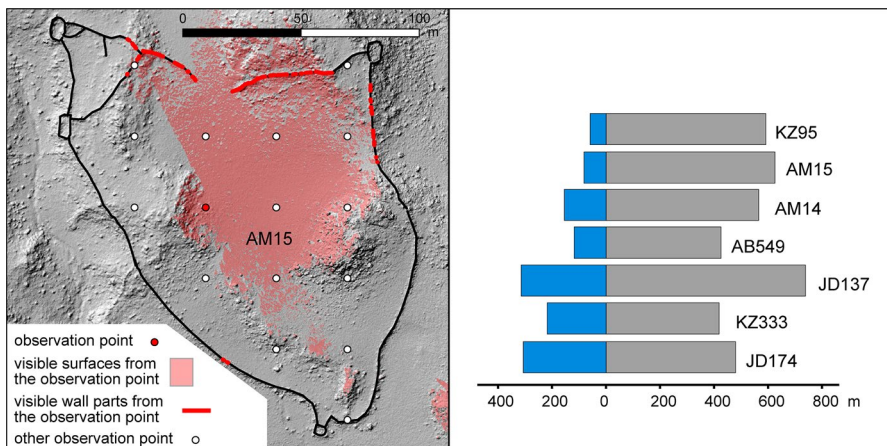 0 50 100
m
AM15
observation point
visible surfaces from
the observation point
visible wall parts from
the observation point
other observation point
KZ95
AM15
AM14
AB549
JD137
KZ333
JD174
400 200 0 200 400 600 800 m